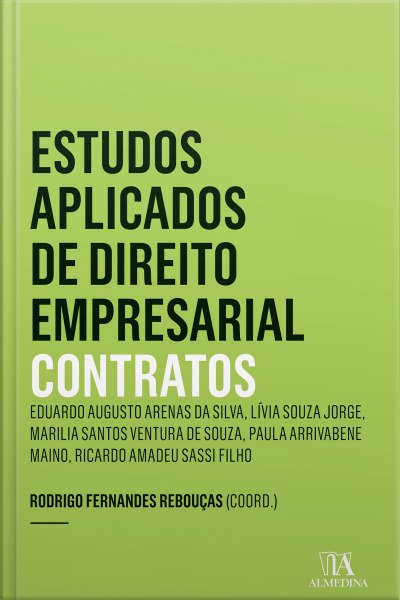 ESTUDOS
APLICADOS
DE DIREITO
EMPRESARIAL
CONTRATOS
EDUARDO AUGUSTO ARENAS DA SILVA, LÍVIA SOUZA JORGE,
MARILIA SANTOS VENTURA DE SOUZA, PAULA ARRIVABENE
MAINO, RICARDO AMADEU SASSI FILHO
RODRIGO FERNANDES REBOUÇAS (COORD.)
ALMEDINA